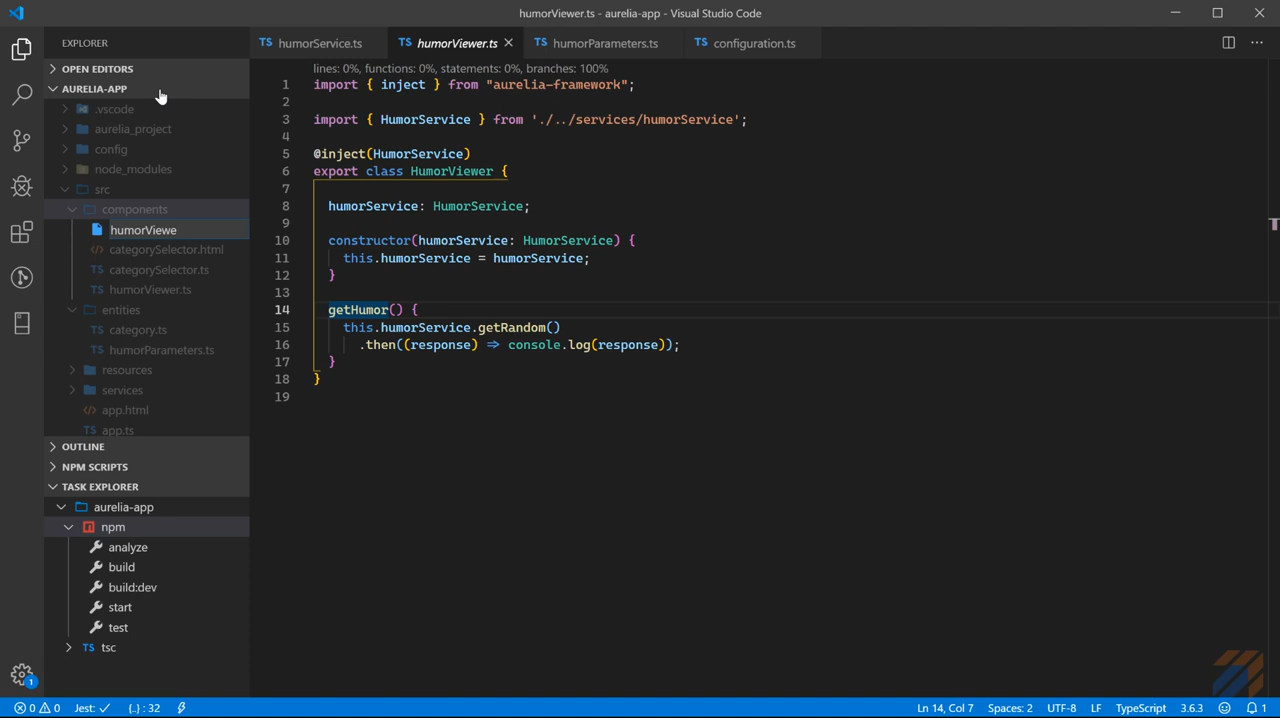 humorViewer.ts - aurelia-app - Visual Studio Code
EXPLORER
OPEN EDITORS
AURELIA-APP
.vscode
aurelia_project
config
node_modules
src
components
humorViewe
categorySelector.html
categorySelector.ts
humorViewer.ts
entities
category.ts
humorParameters.ts
resources
services
app.html
app.ts
OUTLINE
NPM SCRIPTS
TASK EXPLORER
aurelia-app
npm
analyze
build
build:dev
start
test
TS tsc
TS humorService.ts
TS humorViewer.ts
TS humorParameters.ts
TS configuration.ts
lines: 0%, functions: 0%, statements: 0%, branches: 100%
1 import { inject } from "aurelia-framework";
2
3 import { HumorService } from './../services/humorService';
4
5 @inject(HumorService)
6 export class HumorViewer {
7
8 humorService: HumorService;
9
10 constructor(humorService: HumorService) {
11 this.humorService = humorService;
12 }
13
14 getHumor() {
15 this.humorService.getRandom()
16 .then((response) => console.log(response));
17 }
18 }
19
1
0 0 Jest: {..} : 32
Ln 14, Col 7 Spaces: 2 UTF-8 LF TypeScript 3.6.3 1